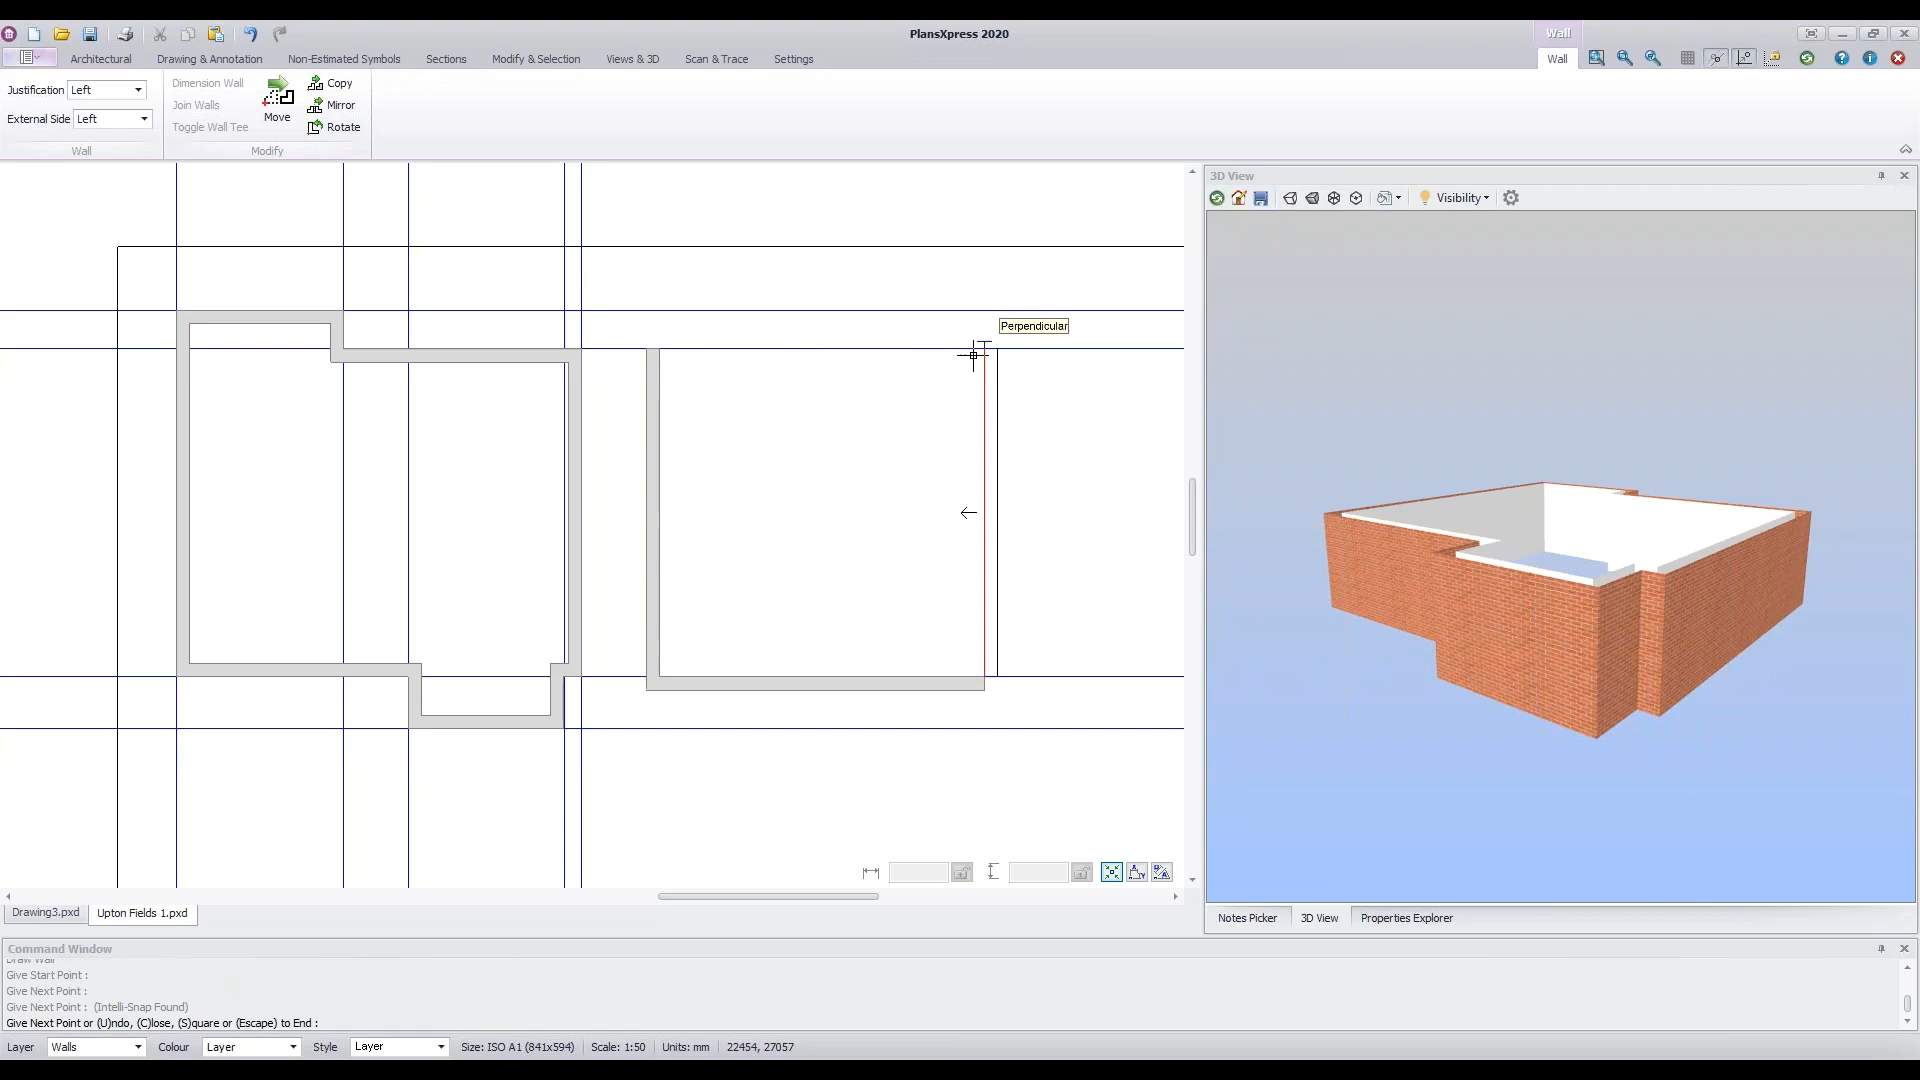 PlansXpress 2020
Wall
Architectural
Drawing & Annotation
Non-Estimated Symbols
Sections
Modify & Selection
Views & 3D
Scan & Trace
Settings
Wall
Justification Left
External Side Left
Wall
Dimension Wall
Join Walls
Toggle Wall Tee
Move
Copy
Mirror
Rotate
Modify
Perpendicular
3D View
Visibility
Drawing3.pxd
Upton Fields 1.pxd
Notes Picker
3D View
Properties Explorer
Command Window
Draw Wall
Give Start Point :
Give Next Point :
Give Next Point : (Intelli-Snap Found)
Give Next Point or (U)ndo, (C)lose, (S)quare or (Escape) to End :
Layer Walls Colour Layer Style Layer Size: ISO A1 (841x594) Scale: 1:50 Units: mm 22454, 27057